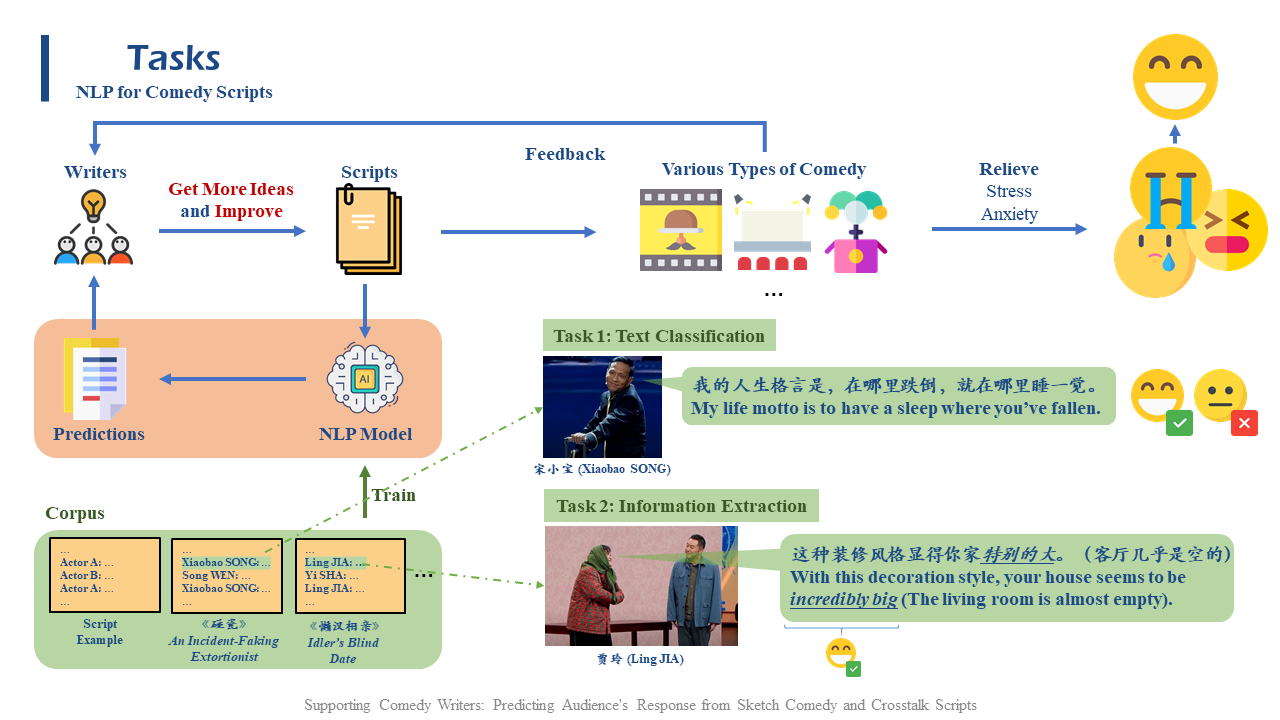 Tasks
NLP for Comedy Scripts
Writers
Get More Ideas
and Improve
Scripts
Feedback
Various Types of Comedy
...
Relieve
Stress
Anxiety
Predictions
AI
NLP Model
Train
Corpus
...
Actor A: ...
Actor B: ...
Actor A: ...
...
Script
Example
...
Xiaobao SONG: ...
Song WEN: ...
Xiaobao SONG: ...
...
《碰瓷》
An Incident-Faking
Extortionist
...
Ling JIA: ...
Yi SHA: ...
Ling JIA: ...
...
《懒汉相亲》
Idler's Blind
Date
...
Task 1: Text Classification
我的人生格言是，在哪里跌倒，就在哪里睡一觉。
My life motto is to have a sleep where you've fallen.
宋小宝 (Xiaobao SONG)
Task 2: Information Extraction
这种装修风格显得你家特别的大。（客厅几乎是空的）
With this decoration style, your house seems to be
incredibly big (The living room is almost empty).
贾玲 (Ling JIA)
Supporting Comedy Writers: Predicting Audience's Response from Sketch Comedy and Crosstalk Scripts